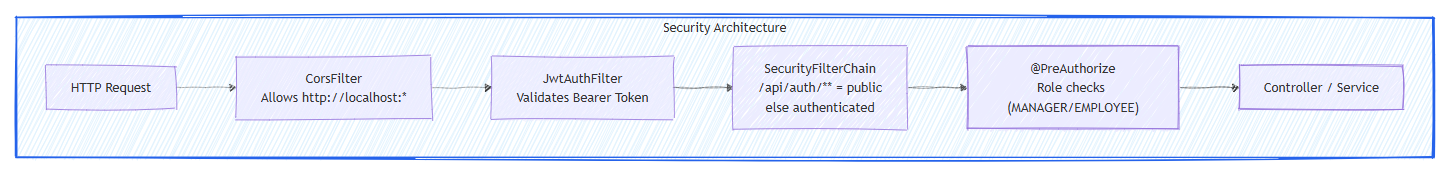 Security Architecture
HTTP Request
CorsFilter
Allows http://localhost:*
JwtAuthFilter
Validates Bearer Token
SecurityFilterChain
/api/auth/** = public
else authenticated
@PreAuthorize
Role checks
(MANAGER/EMPLOYEE)
Controller / Service